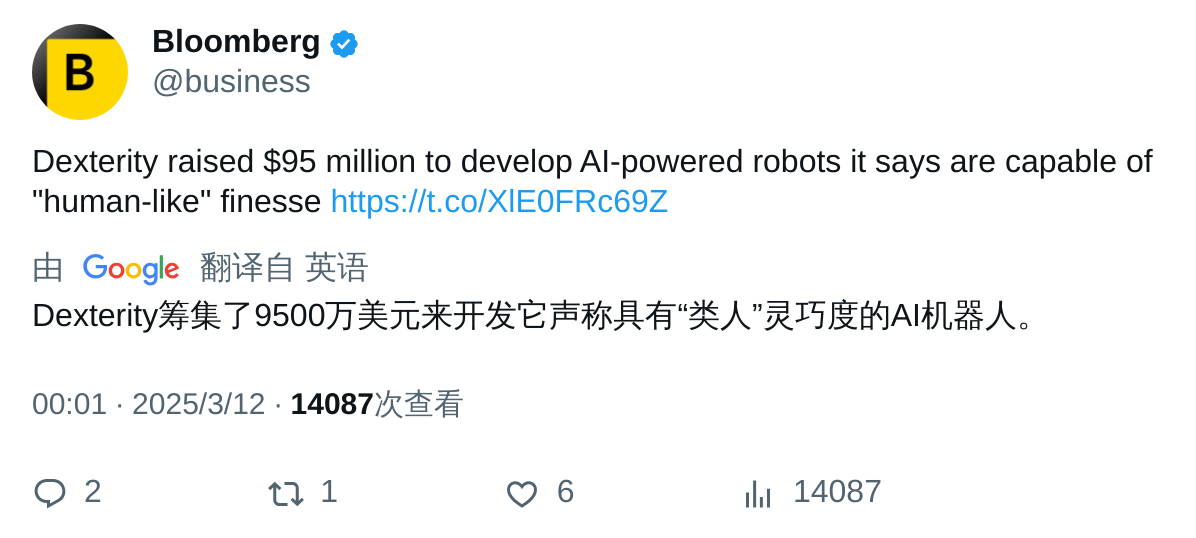 B
Bloomberg
@business
Dexterity raised $95 million to develop AI-powered robots it says are capable of
"human-like" finesse https://t.co/XlE0FRc69Z
由 Google 翻译自 英语
Dexterity筹集了9500万美元来开发它声称具有“类人”灵巧度的AI机器人。
00:01 · 2025/3/12 · 14087次查看
2 1 6 14087